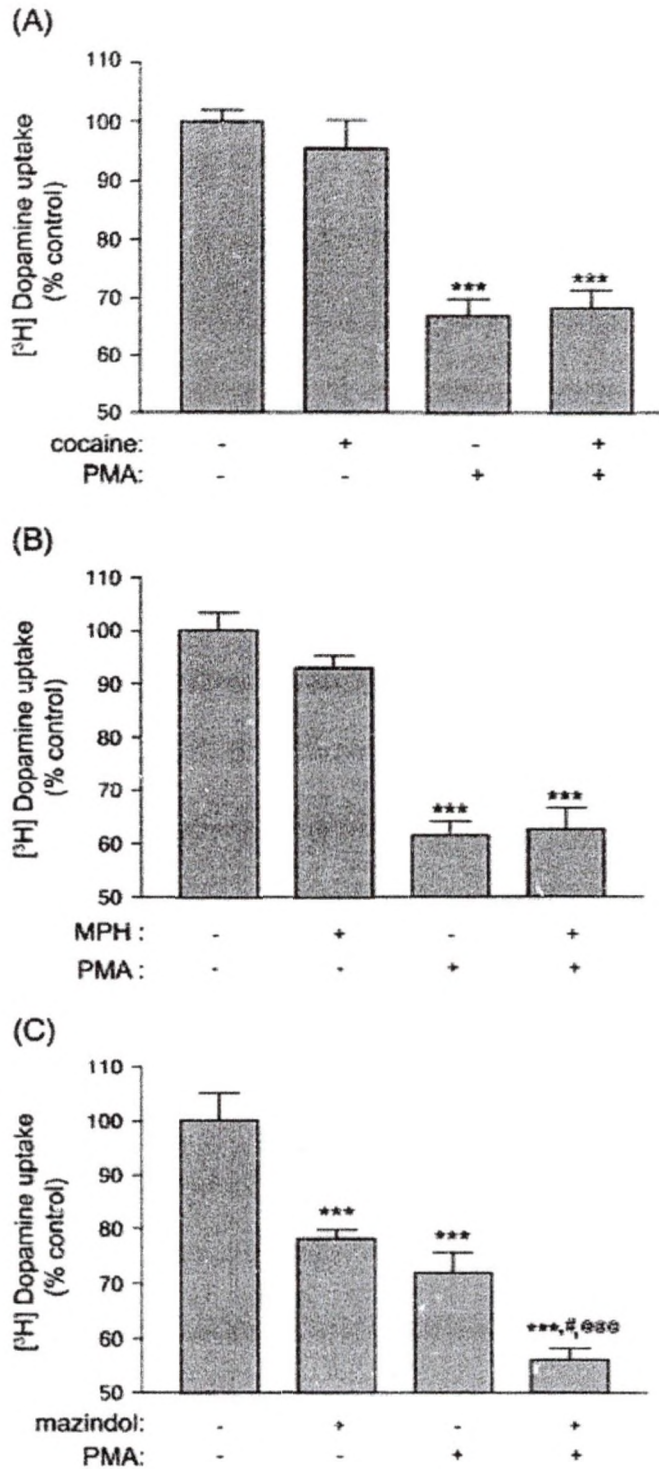 (A)
110
100
90
80
70
60
50
[³H] Dopamine uptake
(% control)
***
***
cocaine: - + - +
PMA: - - + +
(B)
110
100
90
80
70
60
50
[³H] Dopamine uptake
(% control)
***
***
MPH : - + - +
PMA : - - + +
(C)
110
100
90
80
70
60
50
[³H] Dopamine uptake
(% control)
***
***
***,#,@@@
mazindol: - + - +
PMA: - - + +